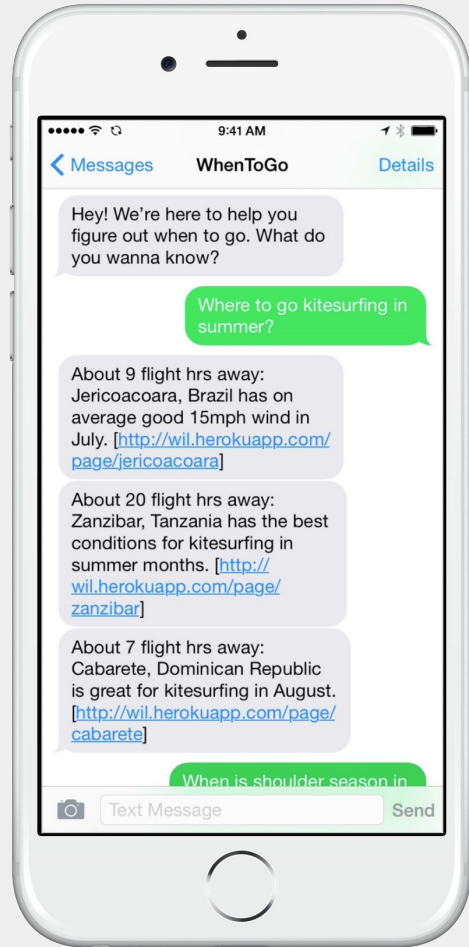 9:41 AM
Messages
WhenToGo
Details
Hey! We’re here to help you
figure out when to go. What do
you wanna know?
Where to go kitesurfing in
summer?
About 9 flight hrs away:
Jericoacoara, Brazil has on
average good 15mph wind in
July. [http://wil.herokuapp.com/
page/jericoacoara]
About 20 flight hrs away:
Zanzibar, Tanzania has the best
conditions for kitesurfing in
summer months. [http://
wil.herokuapp.com/page/
zanzibar]
About 7 flight hrs away:
Cabarete, Dominican Republic
is great for kitesurfing in August.
[http://wil.herokuapp.com/page/
cabarete]
When is shoulder season in
Text Message
Send